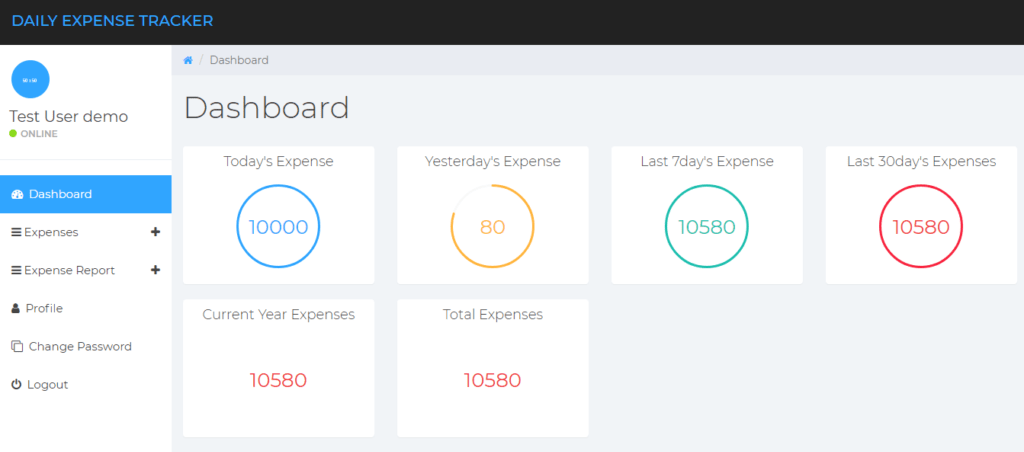 DAILY EXPENSE TRACKER
Test User demo
ONLINE
Dashboard
Expenses
Expense Report
Profile
Change Password
Logout
/ Dashboard
Dashboard
Today's Expense
10000
Yesterday's Expense
80
Last 7day's Expense
10580
Last 30day's Expenses
10580
Current Year Expenses
10580
Total Expenses
10580